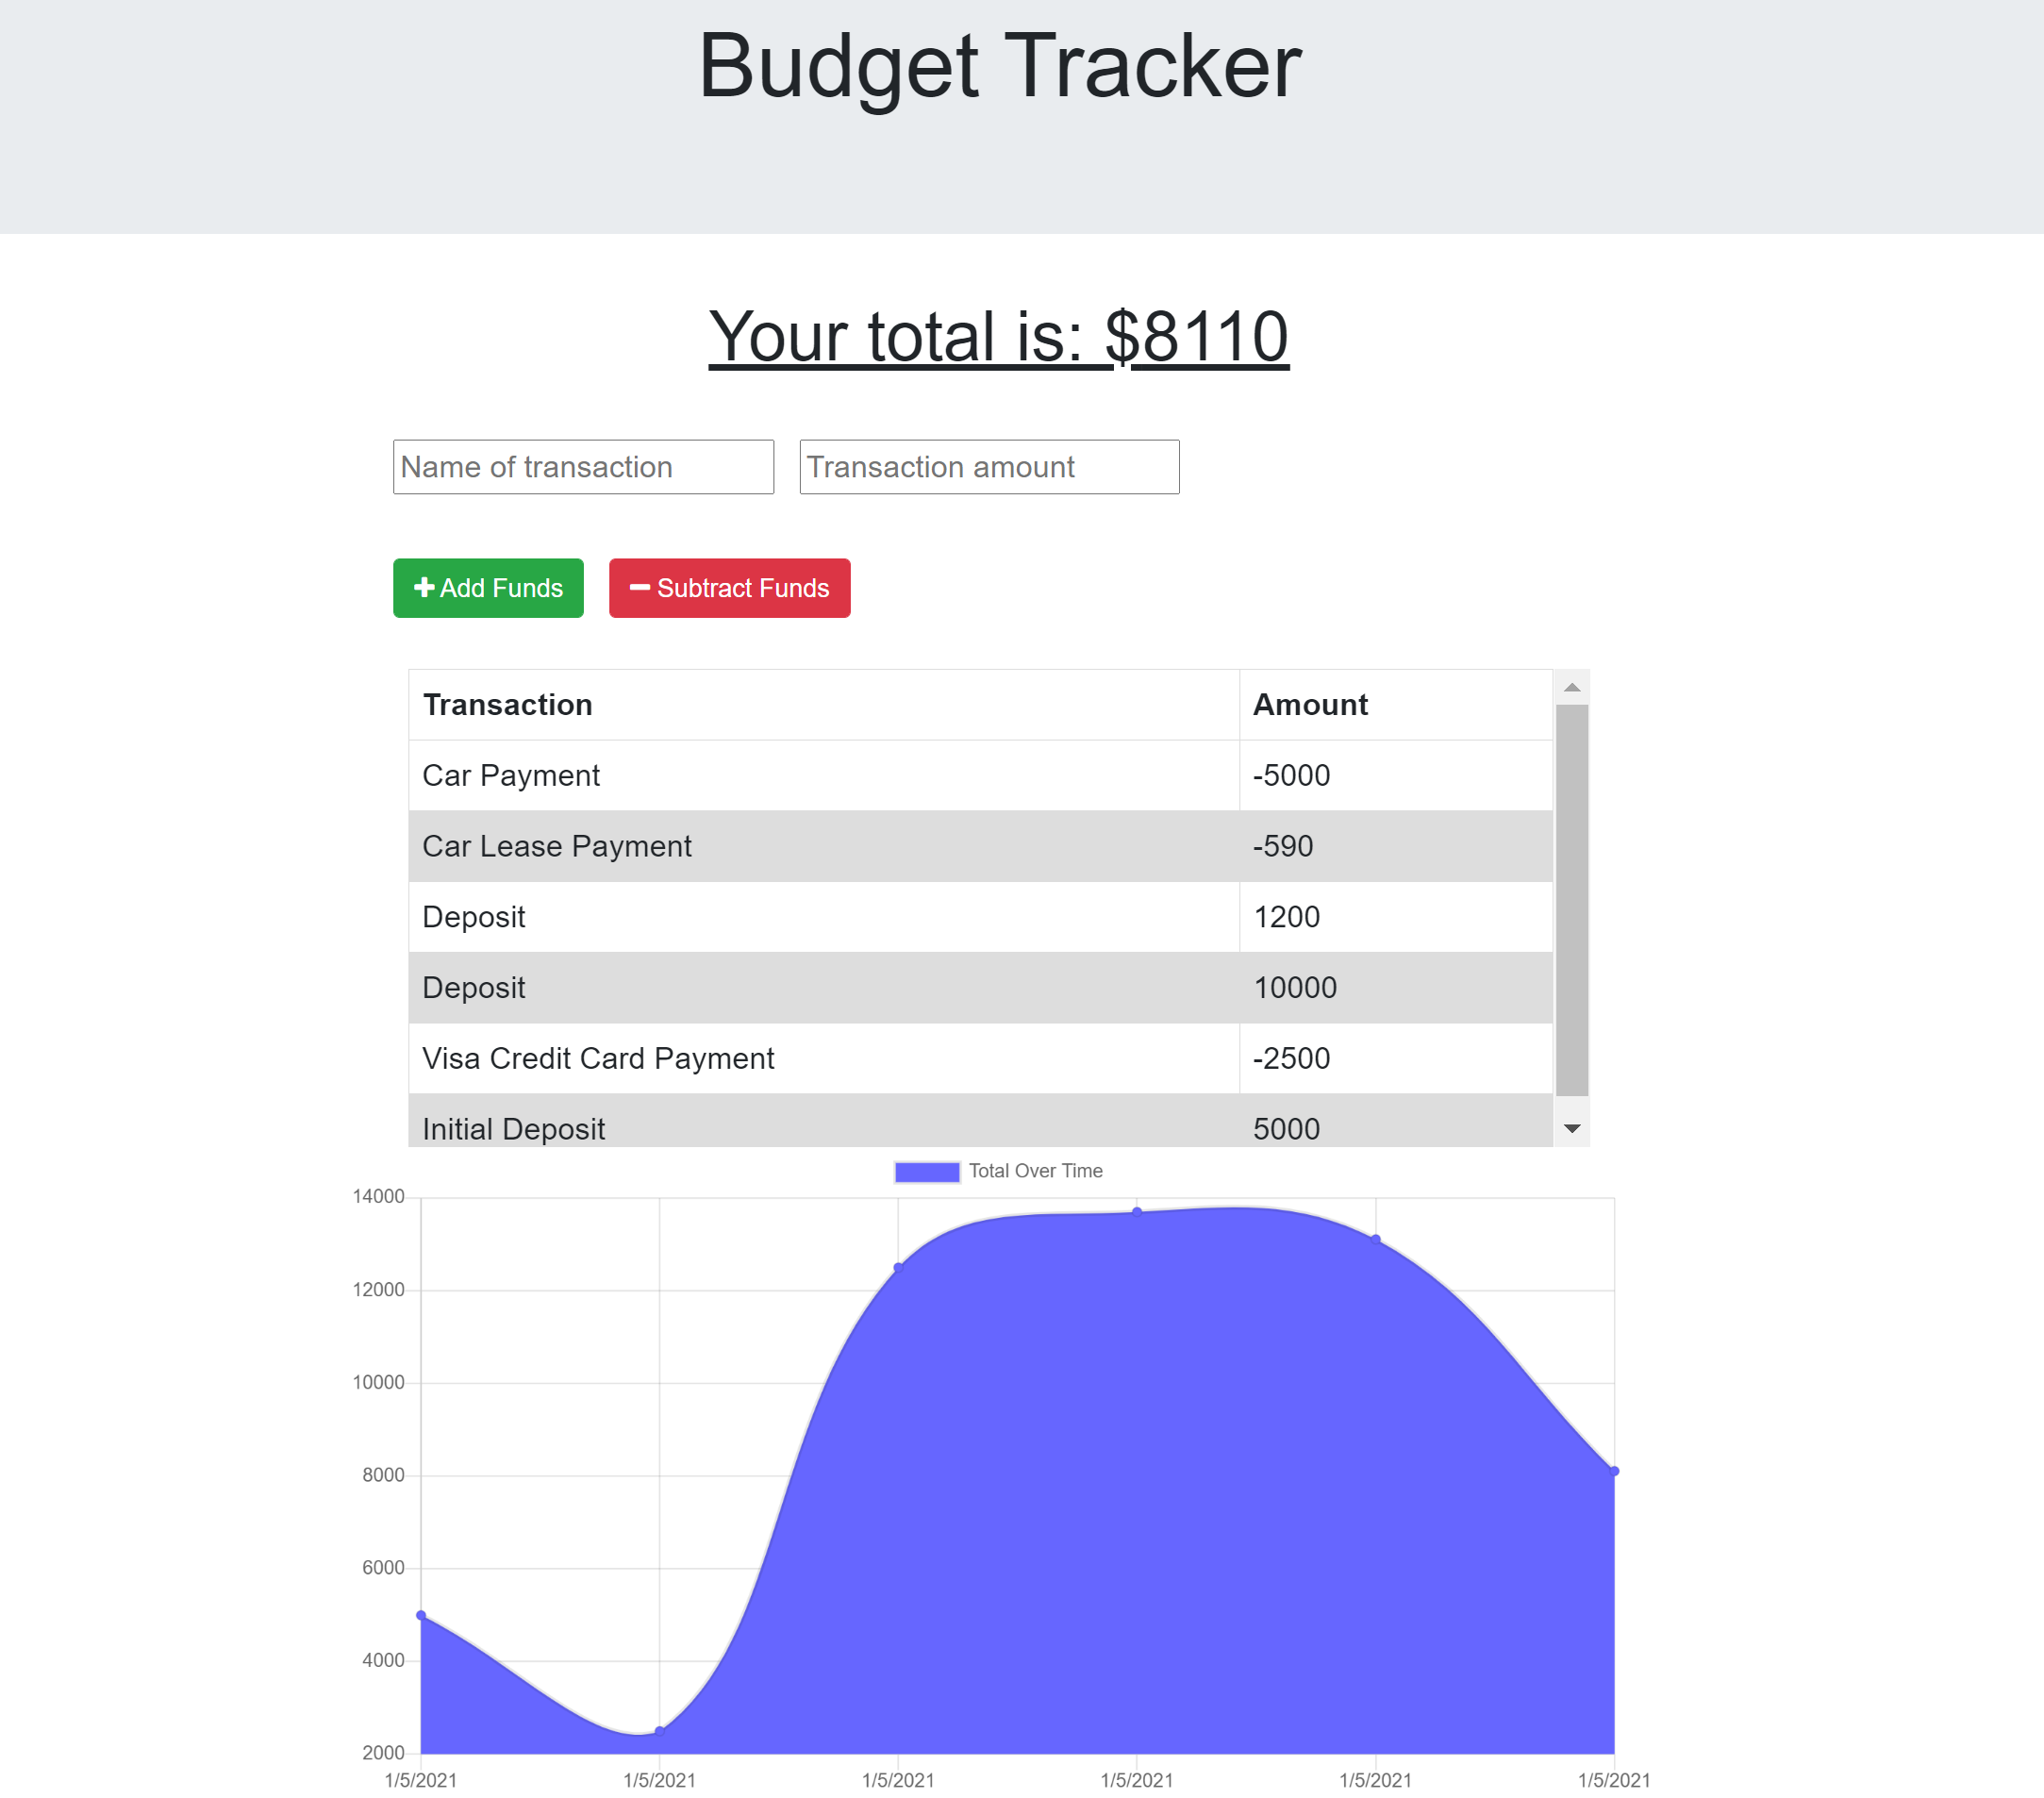 Budget Tracker
Your total is: $8110
Name of transaction Transaction amount
Add Funds Subtract Funds
Transaction Amount
Car Payment -5000
Car Lease Payment -590
Deposit 1200
Deposit 10000
Visa Credit Card Payment -2500
Initial Deposit 5000
Total Over Time
14000
12000
10000
8000
6000
4000
2000
1/5/2021 1/5/2021 1/5/2021 1/5/2021 1/5/2021 1/5/2021